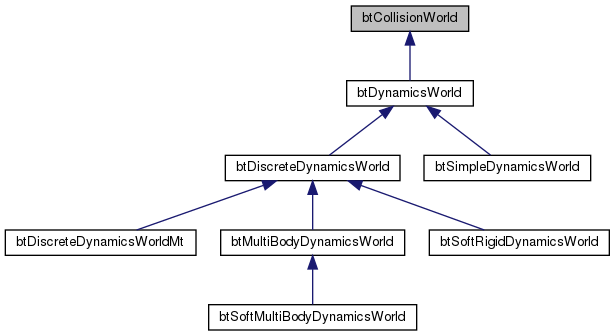 btCollisionWorld
btDynamicsWorld
btDiscreteDynamicsWorld
btSimpleDynamicsWorld
btDiscreteDynamicsWorldMt
btMultiBodyDynamicsWorld
btSoftRigidDynamicsWorld
btSoftMultiBodyDynamicsWorld